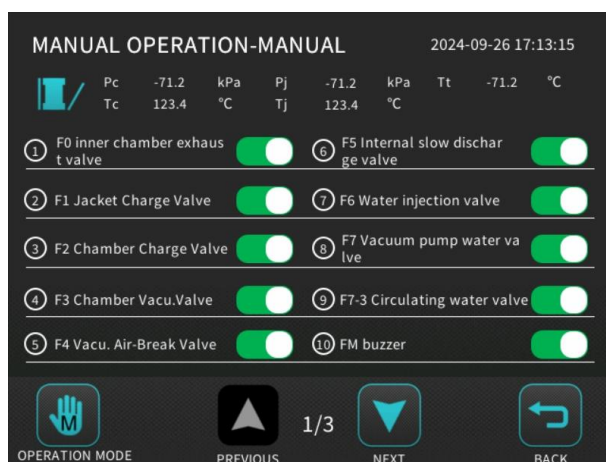 MANUAL OPERATION-MANUAL 2024-09-26 17:13:15
Pc -71.2 kPa Pj -71.2 kPa Tt -71.2 °C
Tc 123.4 °C Tj 123.4 °C
1 F0 inner chamber exhaus
t valve
6 F5 Internal slow dischar
ge valve
2 F1 Jacket Charge Valve
7 F6 Water injection valve
3 F2 Chamber Charge Valve
8 F7 Vacuum pump water va
lve
4 F3 Chamber Vacu.Valve
9 F7-3 Circulating water valve
5 F4 Vacu. Air-Break Valve
10 FM buzzer
M
1/3
OPERATION MODE PREVIOUS NEXT BACK